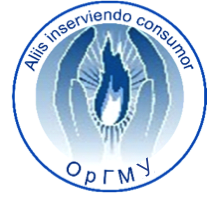 Aliis inserviendo consumor
ОрГМУ